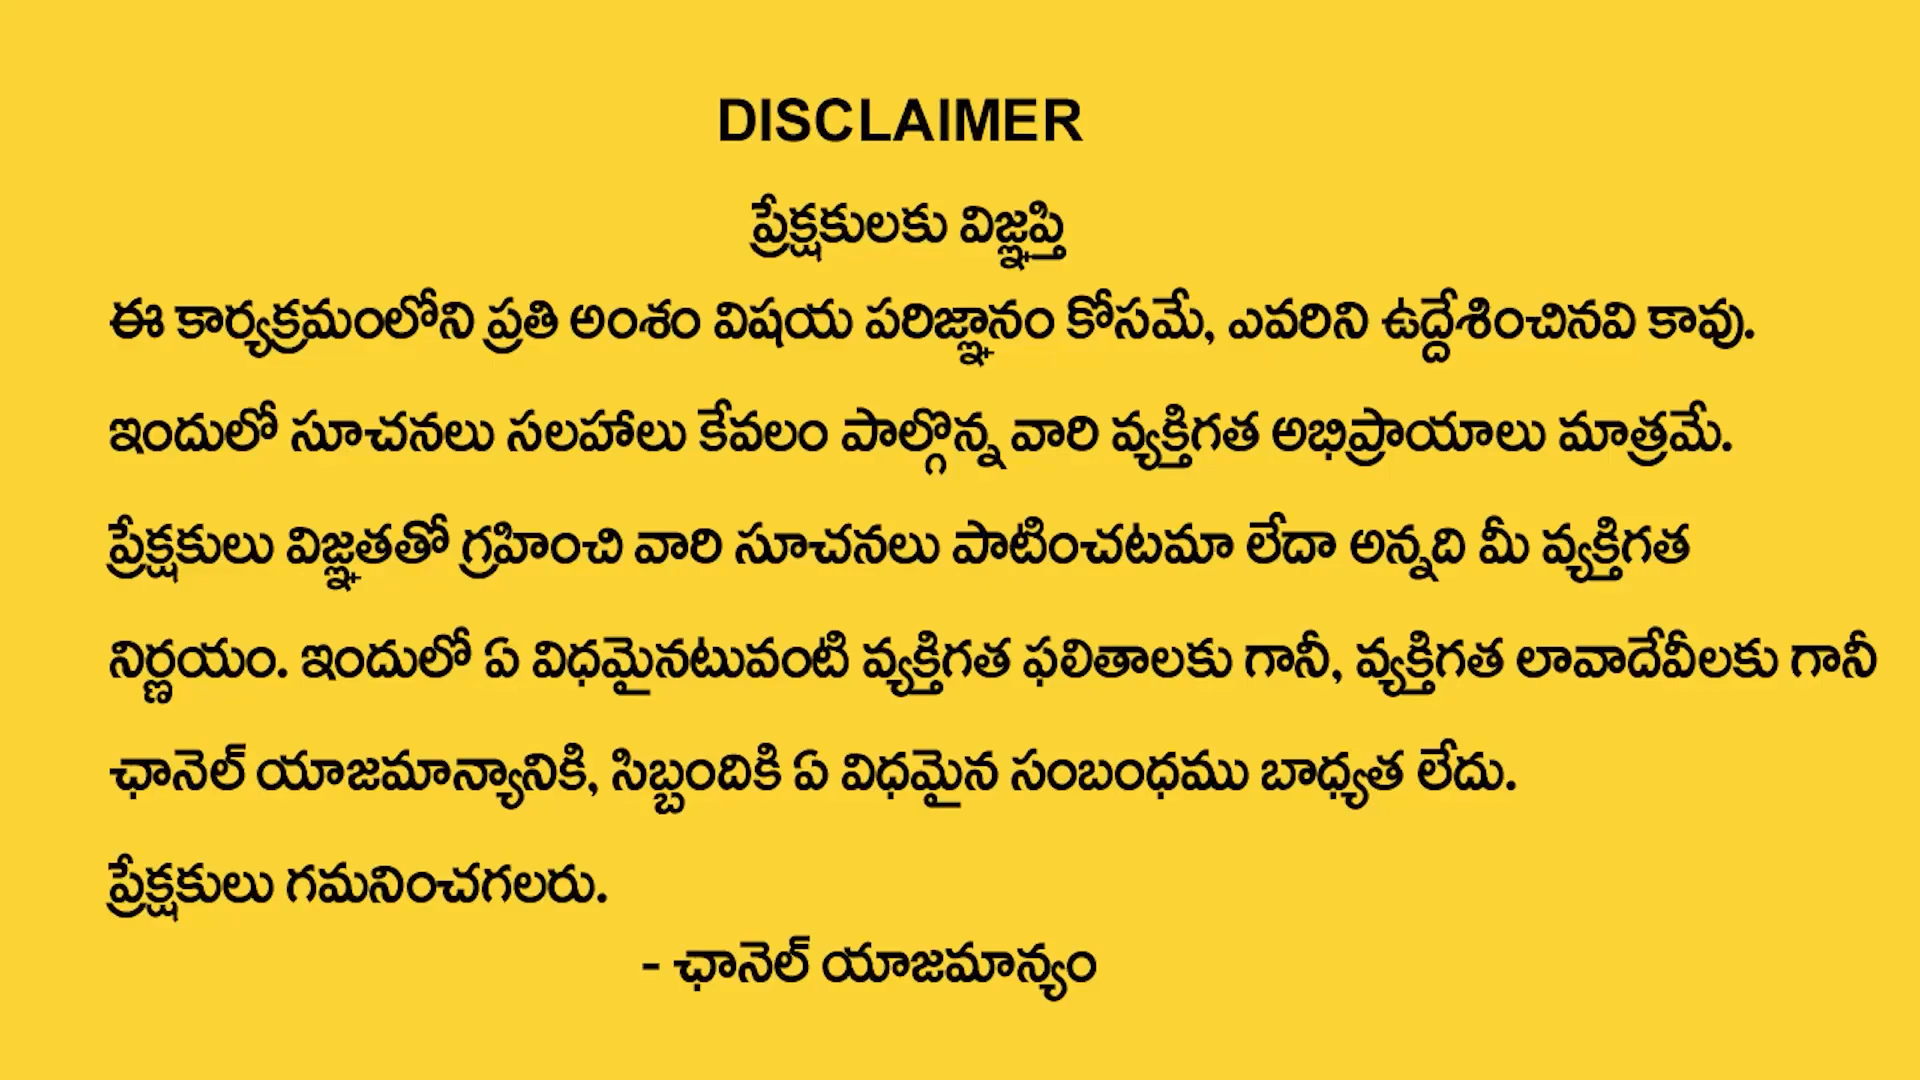 DISCLAIMER
ప్రేక్షకులకు విజ్ఞప్తి
ఈ కార్యక్రమంలోని ప్రతి అంశం విషయ పరిజ్ఞానం కోసమే, ఎవరిని ఉద్దేశించినవి కావు.
ఇందులో సూచనలు సలహాలు కేవలం పాల్గొన్న వారి వ్యక్తిగత అభిప్రాయాలు మాత్రమే.
ప్రేక్షకులు విజ్ఞతతో గ్రహించి వారి సూచనలు పాటించటమా లేదా అన్నది మీ వ్యక్తిగత
నిర్ణయం. ఇందులో ఏ విధమైనటువంటి వ్యక్తిగత ఫలితాలకు గానీ, వ్యక్తిగత లావాదేవీలకు గానీ
ఛానెల్ యాజమాన్యానికి, సిబ్బందికి ఏ విధమైన సంబంధము బాధ్యత లేదు.
ప్రేక్షకులు గమనించగలరు.
- ఛానెల్ యాజమాన్యం